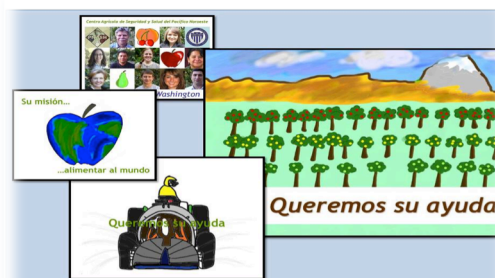 Centro Agrícola de Seguridad y Salud del Pacífico Noroeste
Washington
Su misión...
...alimentar al mundo
Queremos su ayuda
Queremos su ayuda